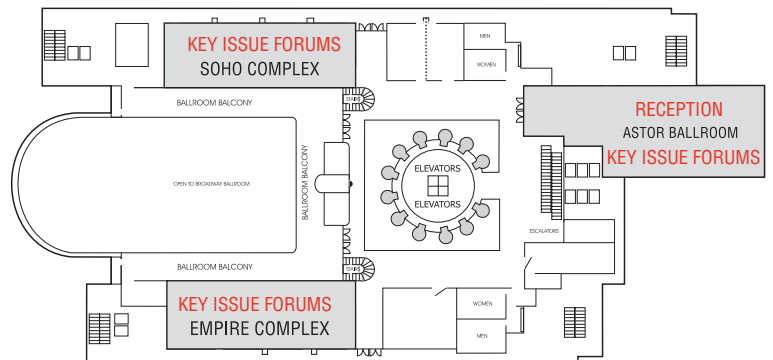 KEY ISSUE FORUMS
SOHO COMPLEX
MEN
WOMEN
BALLROOM BALCONY
STAIRS
RECEPTION
ASTOR BALLROOM
KEY ISSUE FORUMS
OPEN TO BROADWAY BALLROOM
BALLROOM BALCONY
ELEVATORS
ELEVATORS
ESCALATORS
BALLROOM BALCONY
STAIRS
KEY ISSUE FORUMS
EMPIRE COMPLEX
WOMEN
MEN